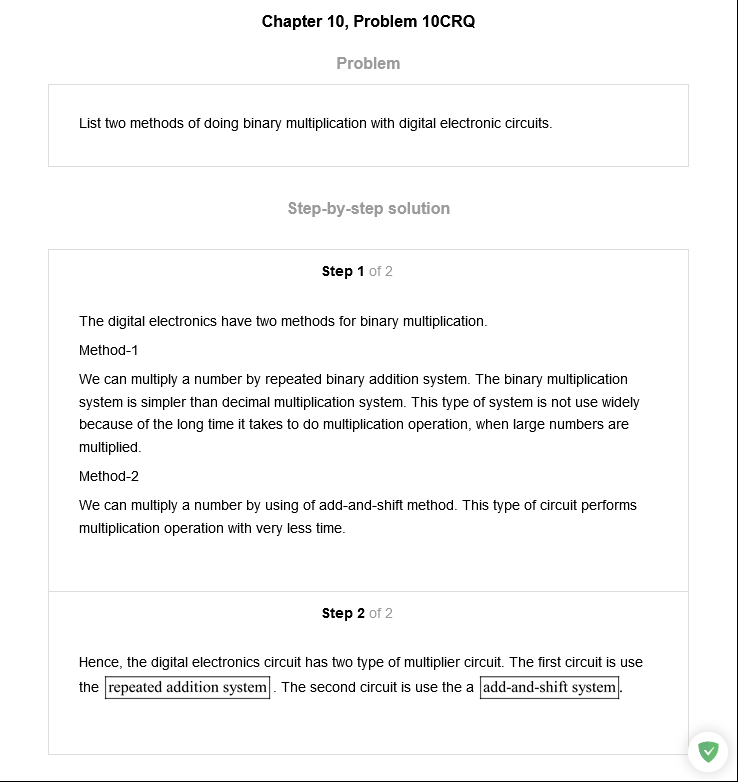 Chapter 10, Problem 10CRQ
Problem
List two methods of doing binary multiplication with digital electronic circuits.
Step-by-step solution
Step 1 of 2
The digital electronics have two methods for binary multiplication.
Method-1
We can multiply a number by repeated binary addition system. The binary multiplication
system is simpler than decimal multiplication system. This type of system is not use widely
because of the long time it takes to do multiplication operation, when large numbers are
multiplied.
Method-2
We can multiply a number by using of add-and-shift method. This type of circuit performs
multiplication operation with very less time.
Step 2 of 2
Hence, the digital electronics circuit has two type of multiplier circuit. The first circuit is use
the repeated addition system . The second circuit is use the a add-and-shift system.